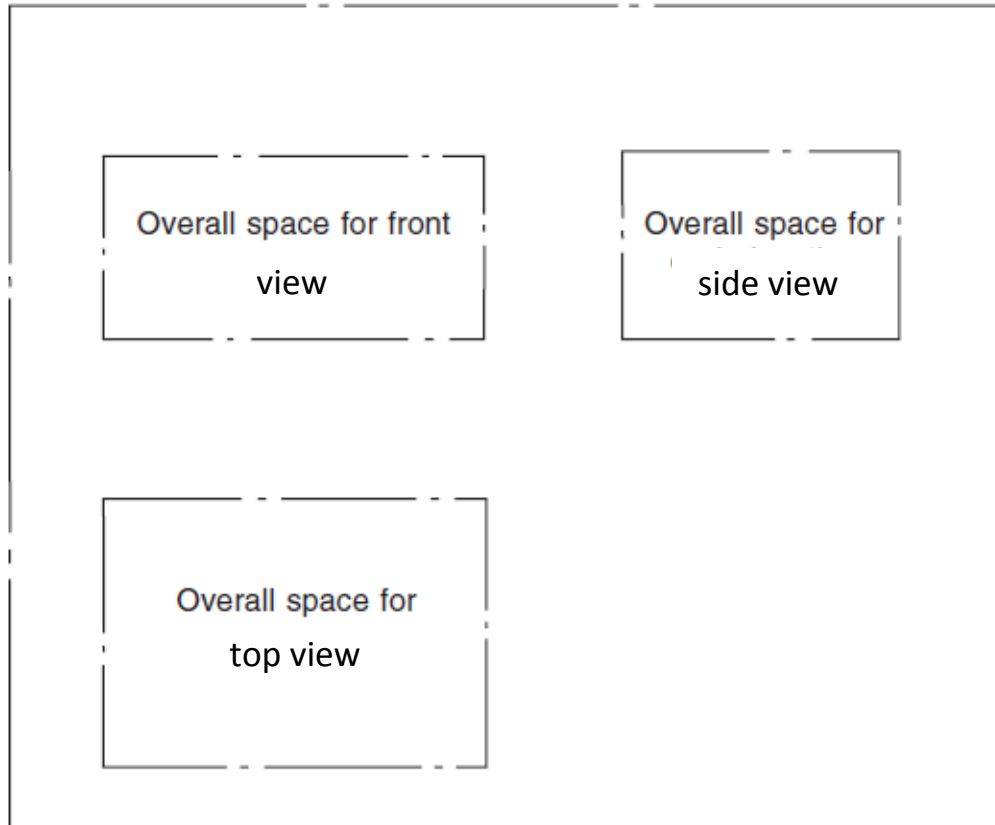 Overall space for front
view
Overall space for
side view
Overall space for
top view